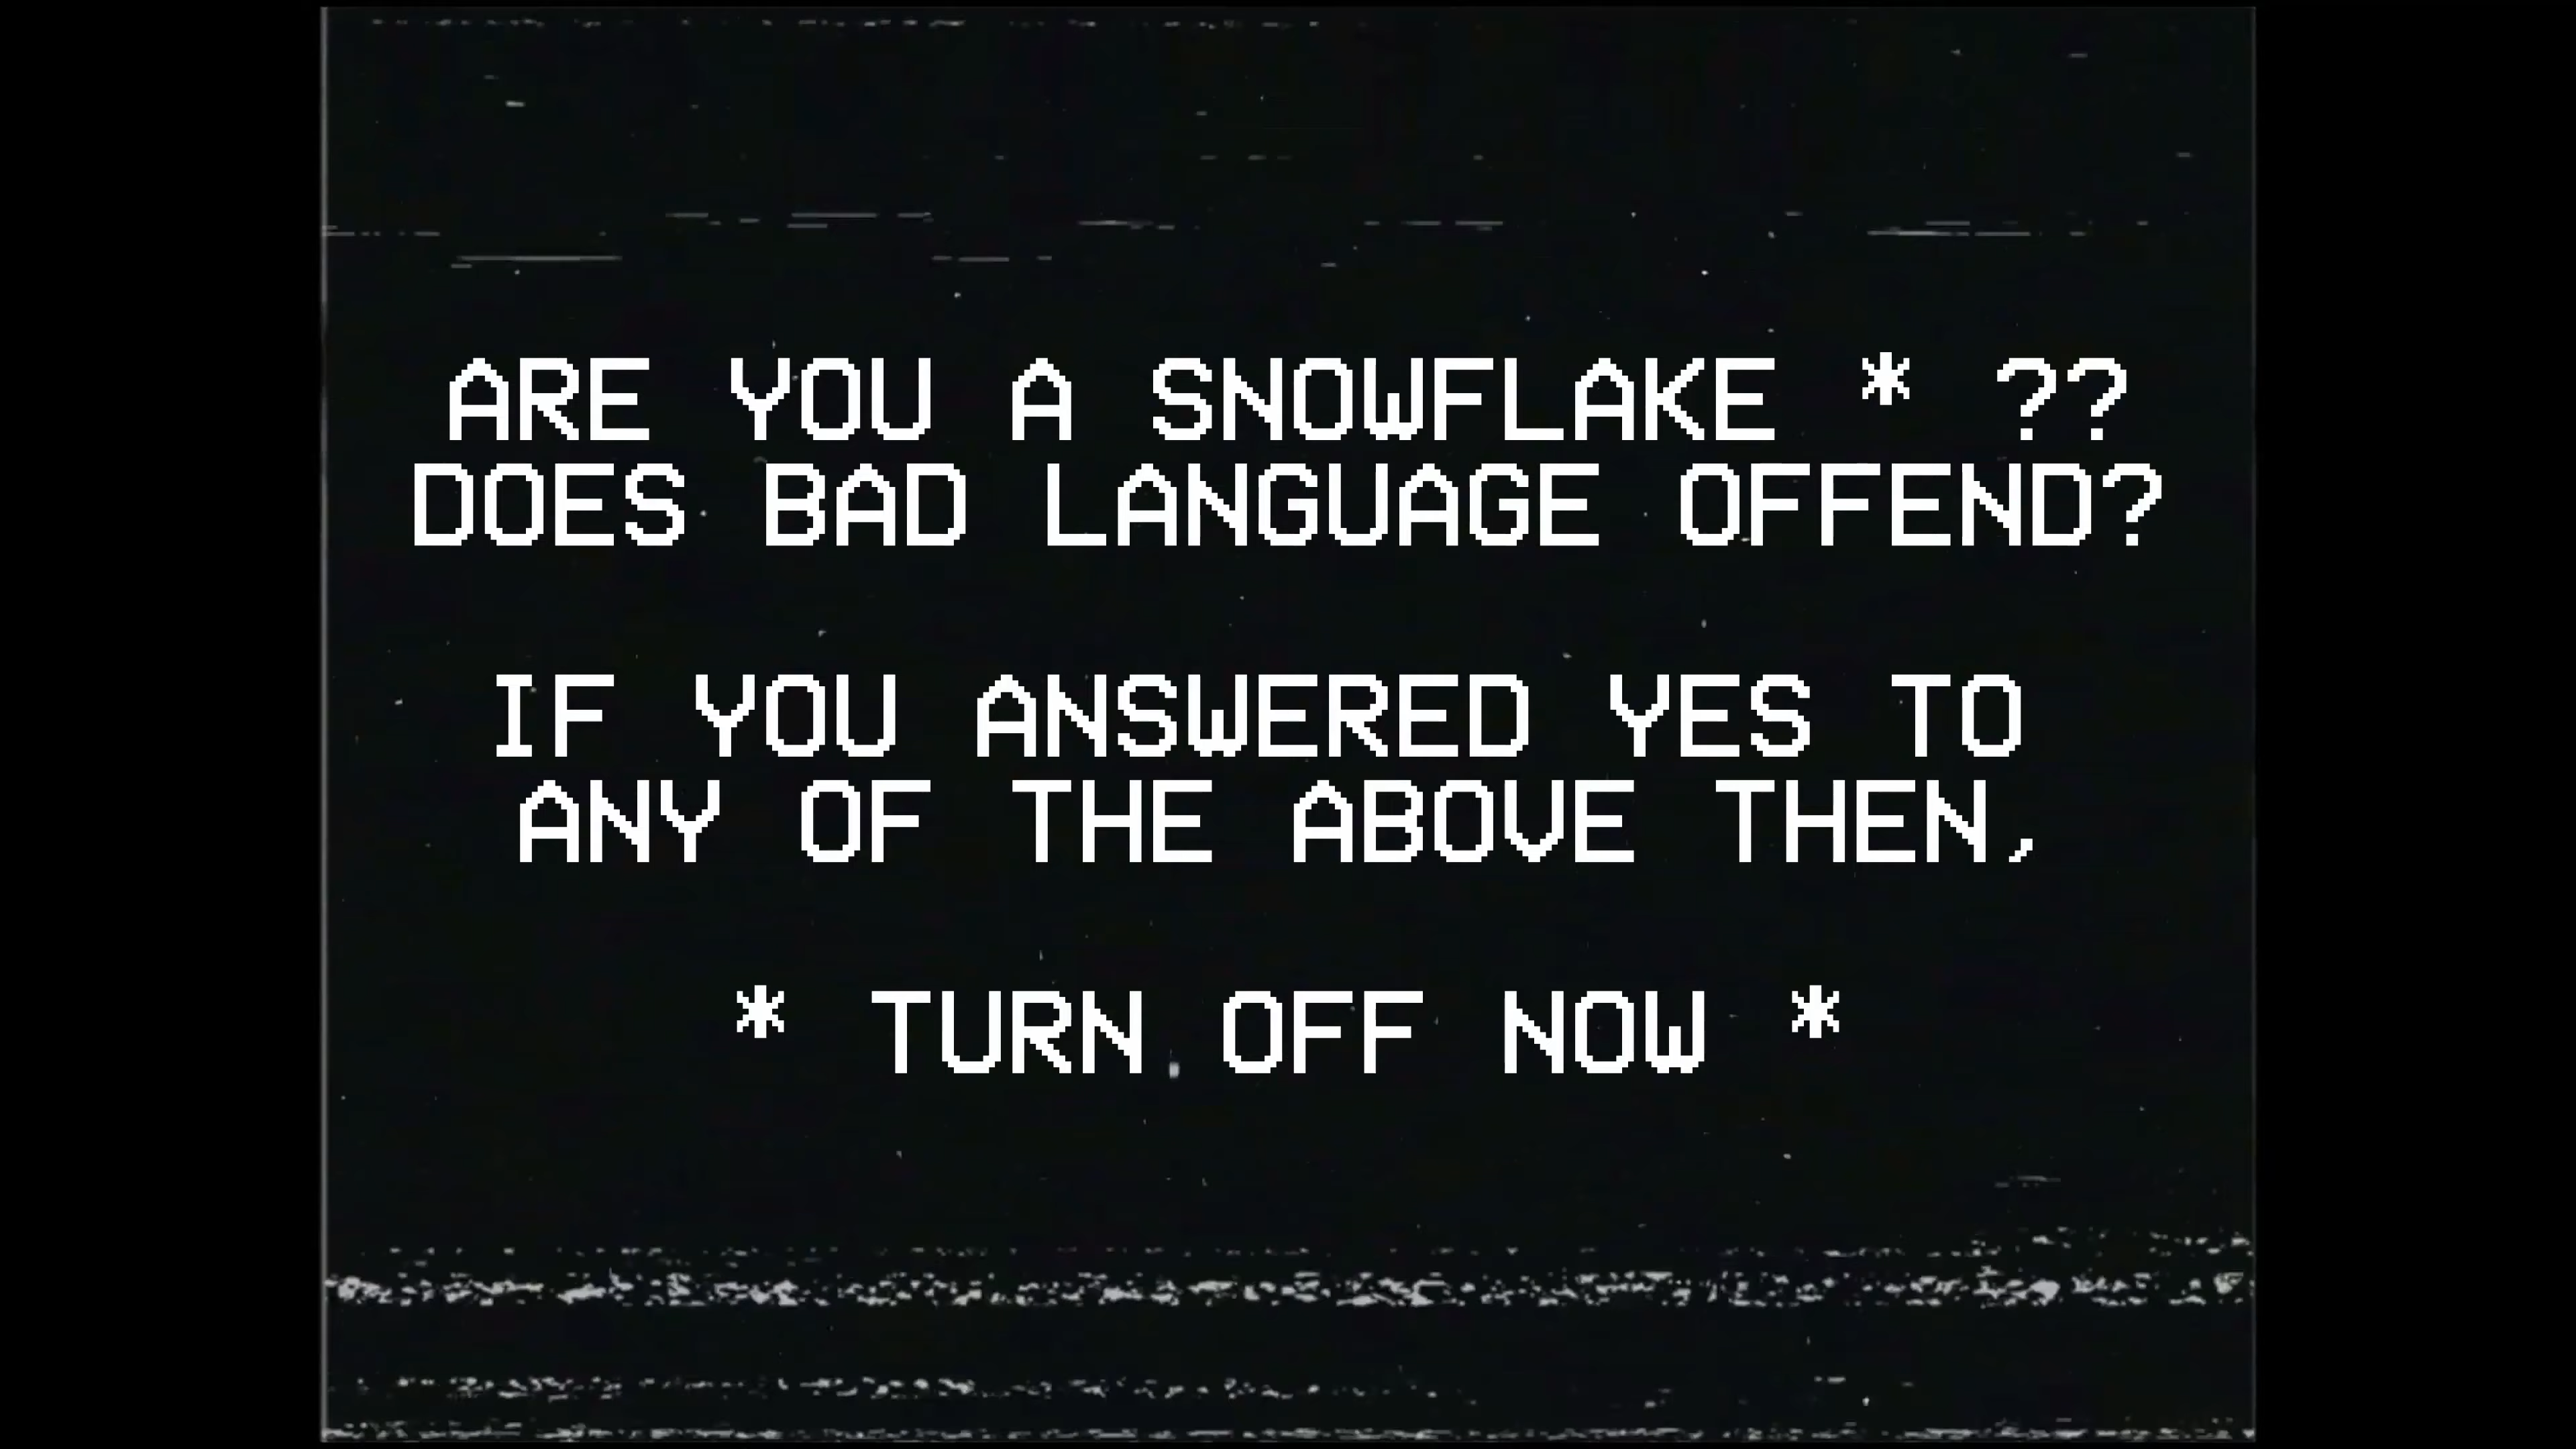 ARE YOU A SNOWFLAKE * ??
DOES BAD LANGUAGE OFFEND?
IF YOU ANSWERED YES TO
ANY OF THE ABOVE THEN,
* TURN OFF NOW *